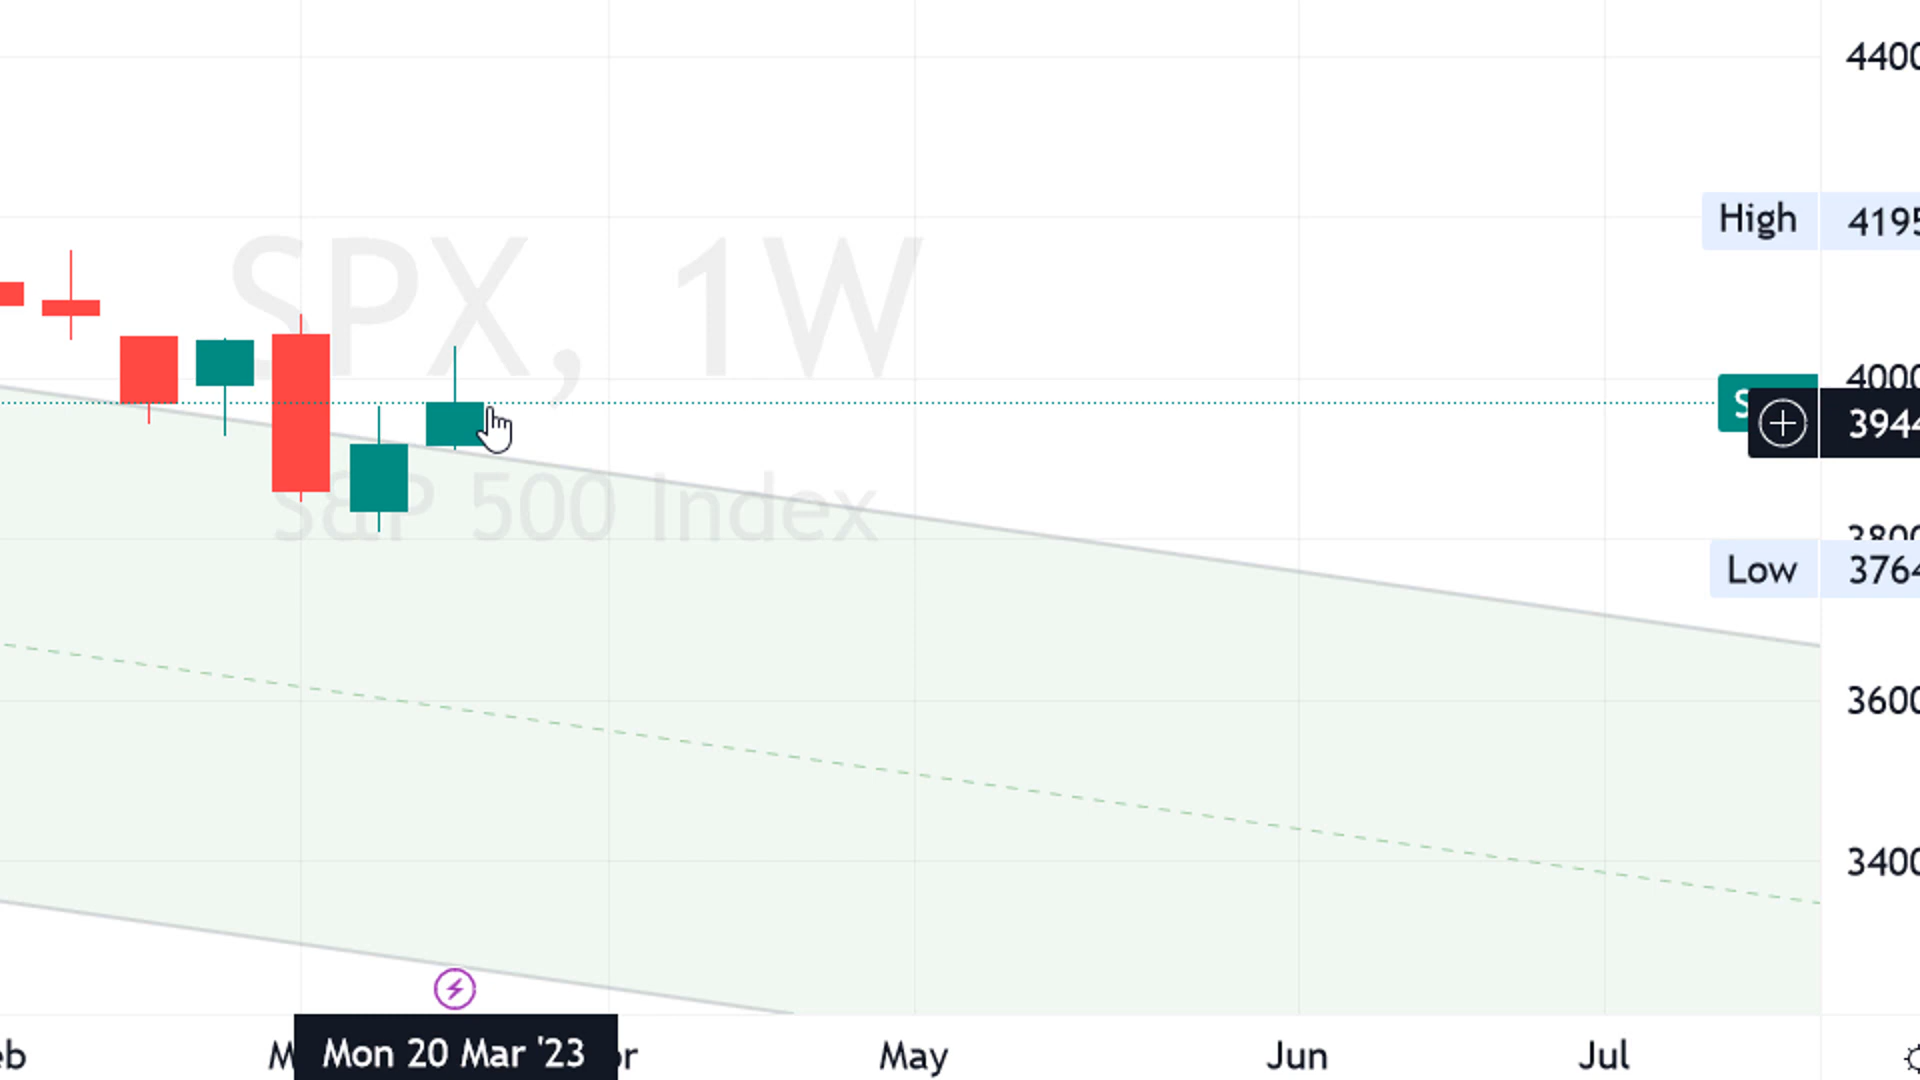 4400
SPX, 1W
High 4195
4000
S
3944
S&P 500 Index
3800
Low 3764
3600
3400
eb M Mon 20 Mar '23 r May Jun Jul